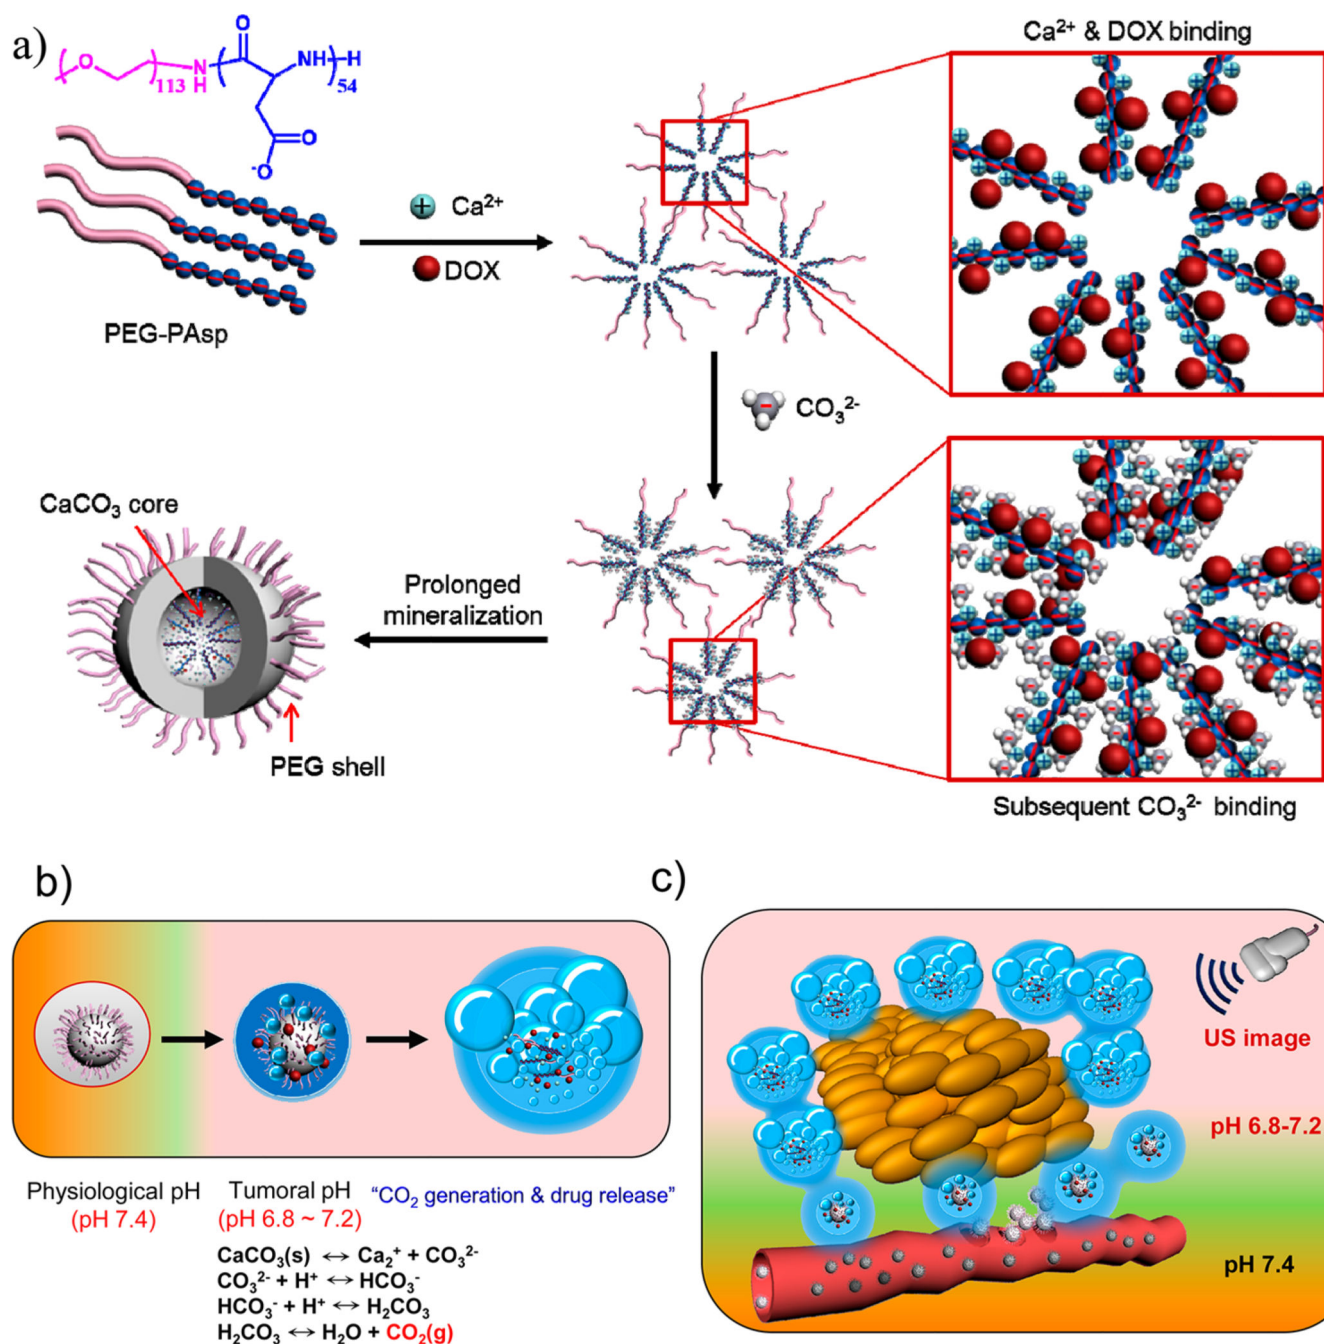 a)
O
O
113
N
H
NH
H
54
O
⁻O
PEG-PAsp
+ Ca²⁺
DOX
Ca²⁺ & DOX binding
CO₃²⁻
CaCO₃ core
Prolonged
mineralization
PEG shell
Subsequent CO₃²⁻ binding
b)
Physiological pH
(pH 7.4)
Tumoral pH
(pH 6.8 ~ 7.2)
“CO₂ generation & drug release”
CaCO₃(s) ↔ Ca₂⁺ + CO₃²⁻
CO₃²⁻ + H⁺ ↔ HCO₃⁻
HCO₃⁻ + H⁺ ↔ H₂CO₃
H₂CO₃ ↔ H₂O + CO₂(g)
c)
US image
pH 6.8-7.2
pH 7.4